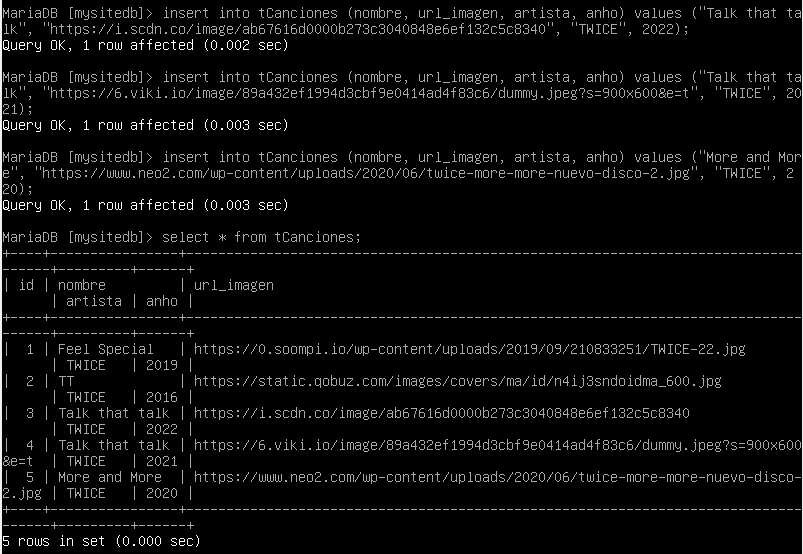 MariaDB [mysitedb]> insert into tCanciones (nombre, url_imagen, artista, anho) values ("Talk that ta
lk", "https://i.scdn.co/image/ab67616d0000b273c3040848e6ef132c5c8340", "TWICE", 2022);
Query OK, 1 row affected (0.002 sec)
MariaDB [mysitedb]> insert into tCanciones (nombre, url_imagen, artista, anho) values ("Talk that ta
lk", "https://6.viki.io/image/89a432ef1994d3cbf9e0414ad4f83c6/dummy.jpeg?s=900x600&e=t", "TWICE", 20
21);
Query OK, 1 row affected (0.003 sec)
MariaDB [mysitedb]> insert into tCanciones (nombre, url_imagen, artista, anho) values ("More and Mor
e", "https://www.neo2.com/wp-content/uploads/2020/06/twice-more-more-nuevo-disco-2.jpg", "TWICE", 2
20);
Query OK, 1 row affected (0.003 sec)
MariaDB [mysitedb]> select * from tCanciones;
+----+----------------+-----------------------------------------------------------------------------
------+---------+------+
| id | nombre | url_imagen
| artista | anho |
+----+----------------+-----------------------------------------------------------------------------
------+---------+------+
| 1 | Feel Special | https://0.soompi.io/wp-content/uploads/2019/09/210833251/TWICE-22.jpg
| TWICE | 2019 |
| 2 | TT | https://static.qobuz.com/images/covers/ma/id/n4ij3sndoidma_600.jpg
| TWICE | 2016 |
| 3 | Talk that talk | https://i.scdn.co/image/ab67616d0000b273c3040848e6ef132c5c8340
| TWICE | 2022 |
| 4 | Talk that talk | https://6.viki.io/image/89a432ef1994d3cbf9e0414ad4f83c6/dummy.jpeg?s=900x600
&e=t | TWICE | 2021 |
| 5 | More and More | https://www.neo2.com/wp-content/uploads/2020/06/twice-more-more-nuevo-disco-
2.jpg | TWICE | 2020 |
+----+----------------+-----------------------------------------------------------------------------
------+---------+------+
5 rows in set (0.000 sec)